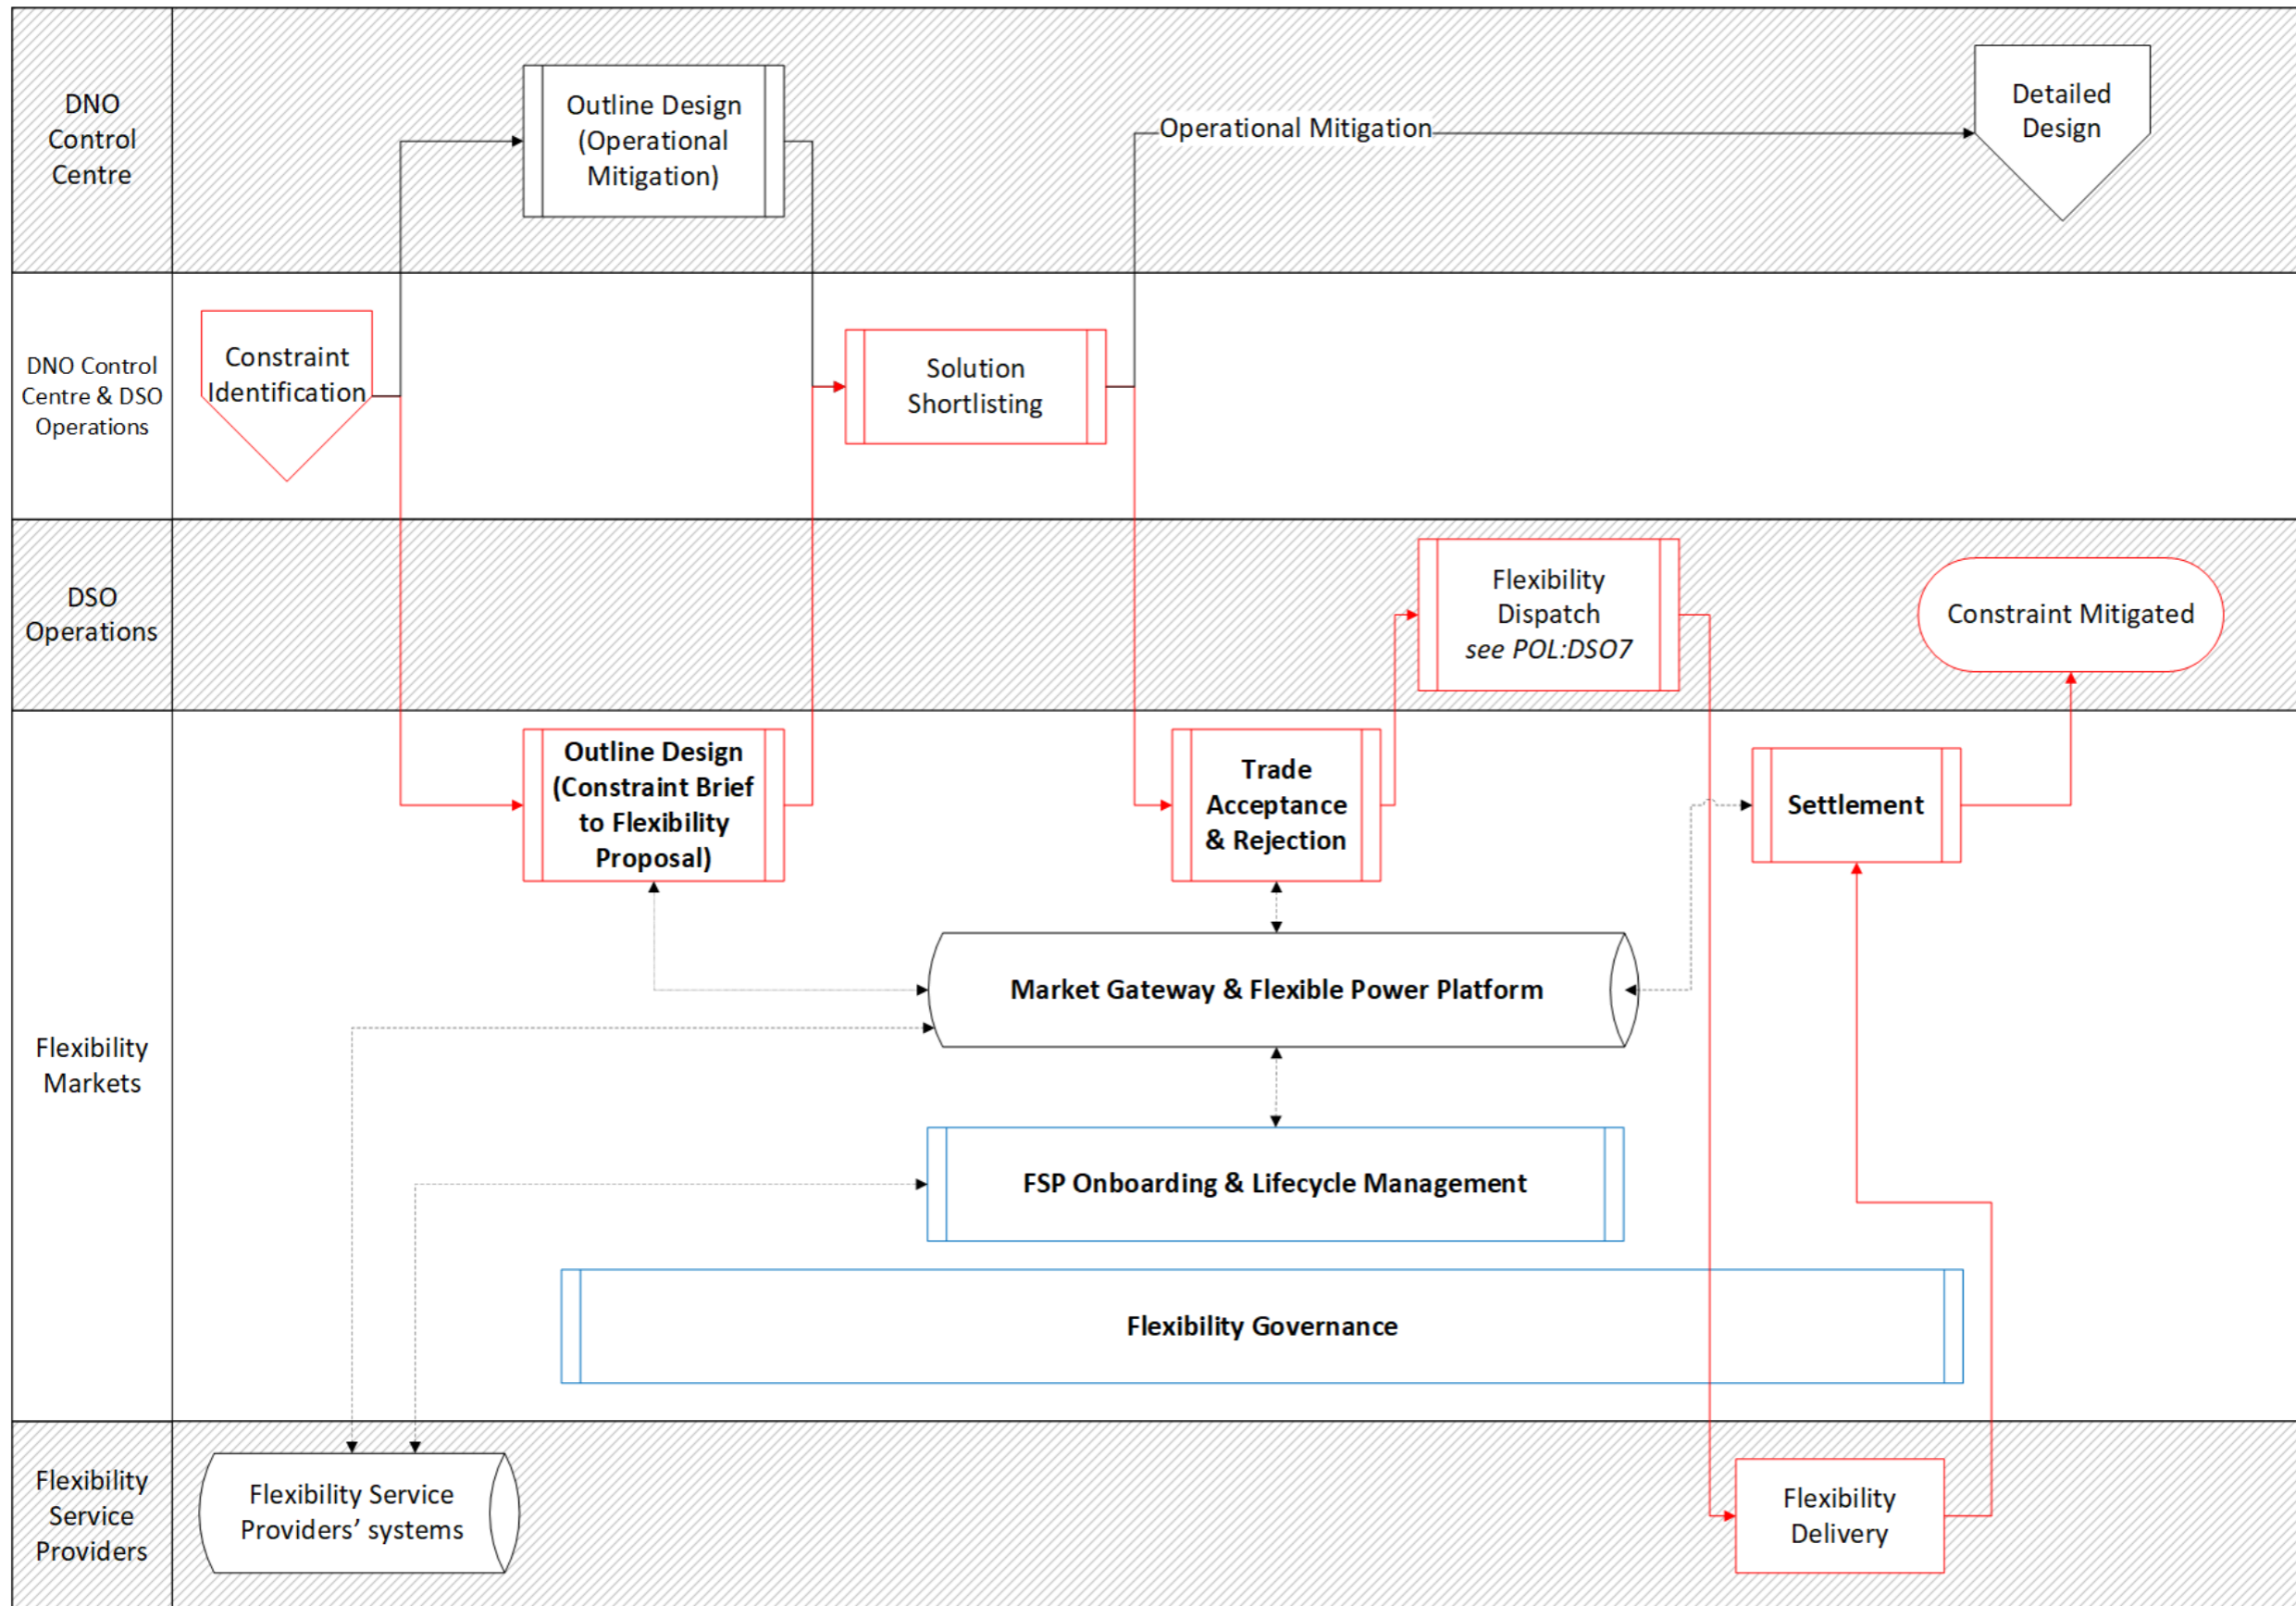 DNO
Control
Centre
Outline Design
(Operational
Mitigation)
Operational Mitigation
Detailed
Design
DNO Control
Centre & DSO
Operations
Constraint
Identification
Solution
Shortlisting
DSO
Operations
Flexibility
Dispatch
see POL:DSO7
Constraint Mitigated
Flexibility
Markets
Outline Design
(Constraint Brief
to Flexibility
Proposal)
Trade
Acceptance
& Rejection
Settlement
Market Gateway & Flexible Power Platform
FSP Onboarding & Lifecycle Management
Flexibility Governance
Flexibility
Service
Providers
Flexibility Service
Providers’ systems
Flexibility
Delivery